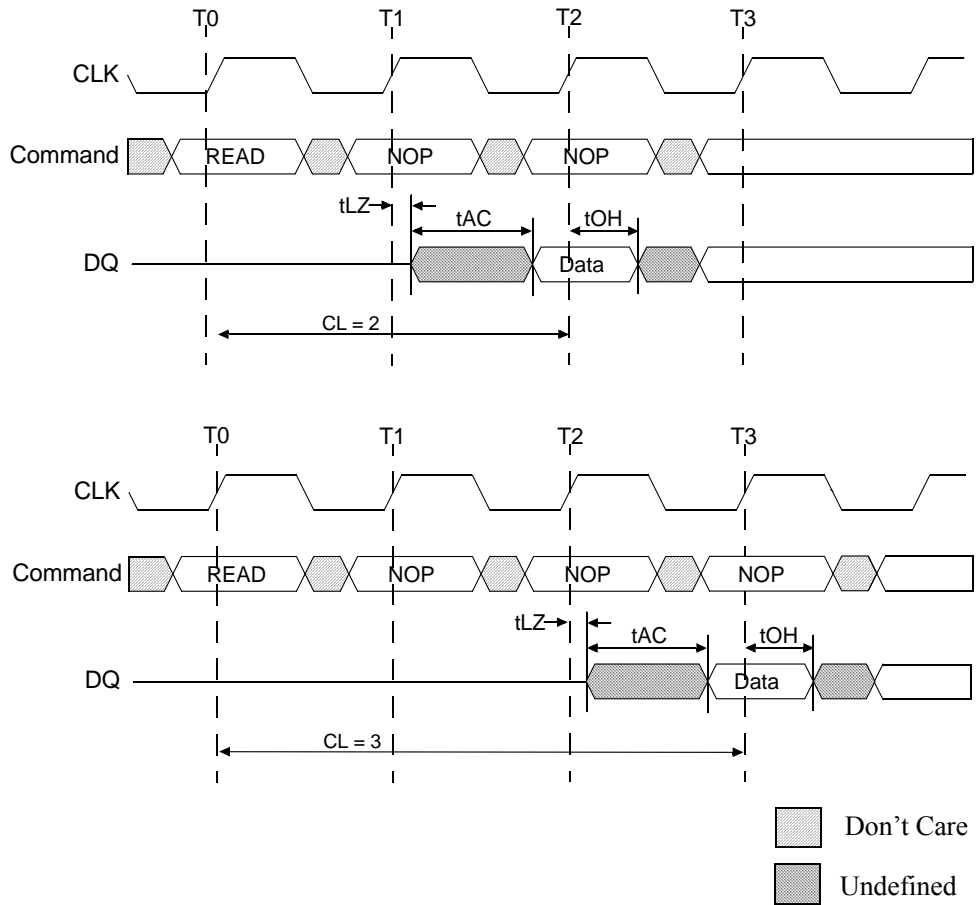 T0 T1 T2 T3
CLK
Command READ NOP NOP
tLZ tAC tOH
DQ Data
CL = 2
T0 T1 T2 T3
CLK
Command READ NOP NOP NOP
tLZ tAC tOH
DQ Data
CL = 3
Don't Care
Undefined